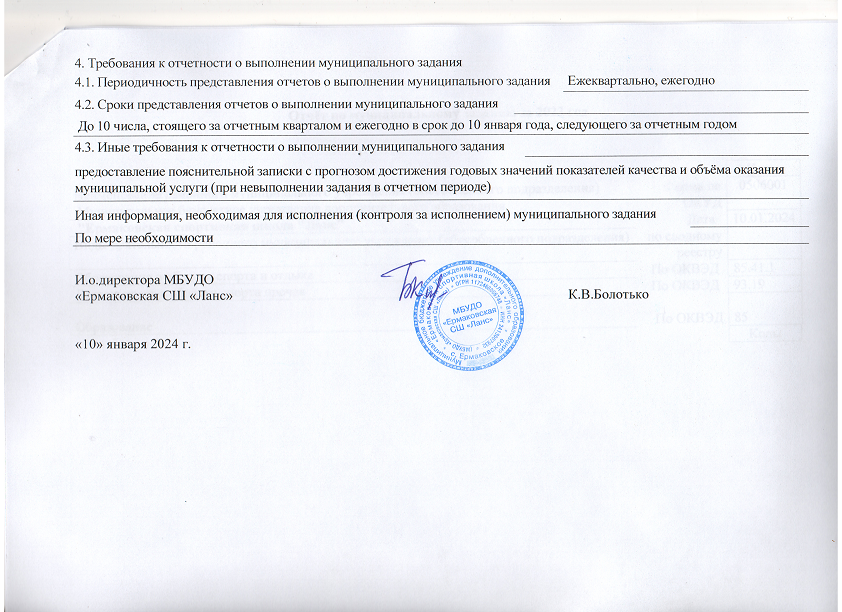 4. Требования к отчетности о выполнении муниципального задания
4.1. Периодичность представления отчетов о выполнении муниципального задания Ежеквартально, ежегодно
4.2. Сроки представления отчетов о выполнении муниципального задания
До 10 числа, стоящего за отчетным кварталом и ежегодно в срок до 10 января года, следующего за отчетным годом
4.3. Иные требования к отчетности о выполнении муниципального задания
предоставление пояснительной записки с прогнозом достижения годовых значений показателей качества и объёма оказания
муниципальной услуги (при невыполнении задания в отчетном периоде)
Иная информация, необходимая для исполнения (контроля за исполнением) муниципального задания
По мере необходимости
И.о.директора МБУДО
«Ермаковская СШ «Ланс»
К.В.Болотько
МБУДО
«Ермаковская
СШ «Ланс»
с. Ермаковское
«10» января 2024 г.